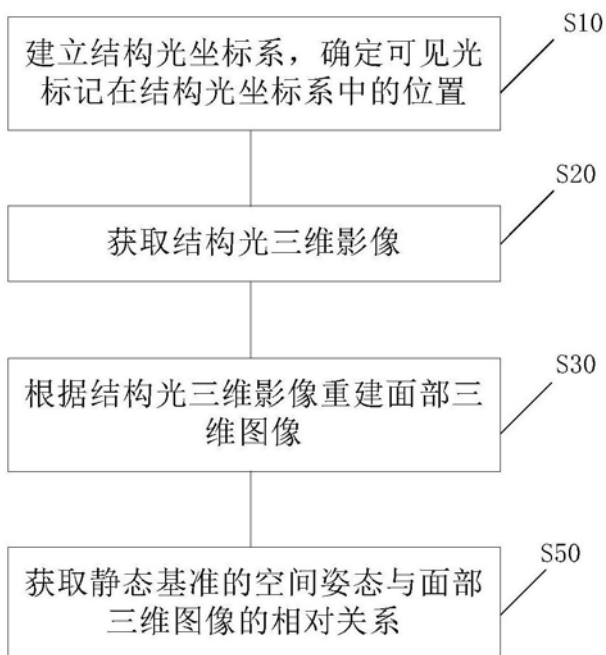 建立结构光坐标系，确定可见光
标记在结构光坐标系中的位置
S10
获取结构光三维影像
S20
根据结构光三维影像重建面部三
维图像
S30
获取静态基准的空间姿态与面部
三维图像的相对关系
S50